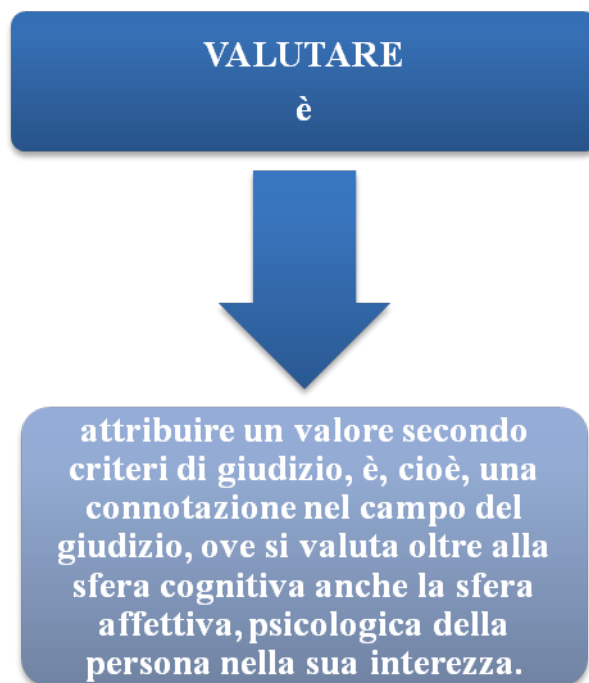 VALUTARE
è
attribuire un valore secondo
criteri di giudizio, è, cioè, una
connotazione nel campo del
giudizio, ove si valuta oltre alla
sfera cognitiva anche la sfera
affettiva, psicologica della
persona nella sua interezza.